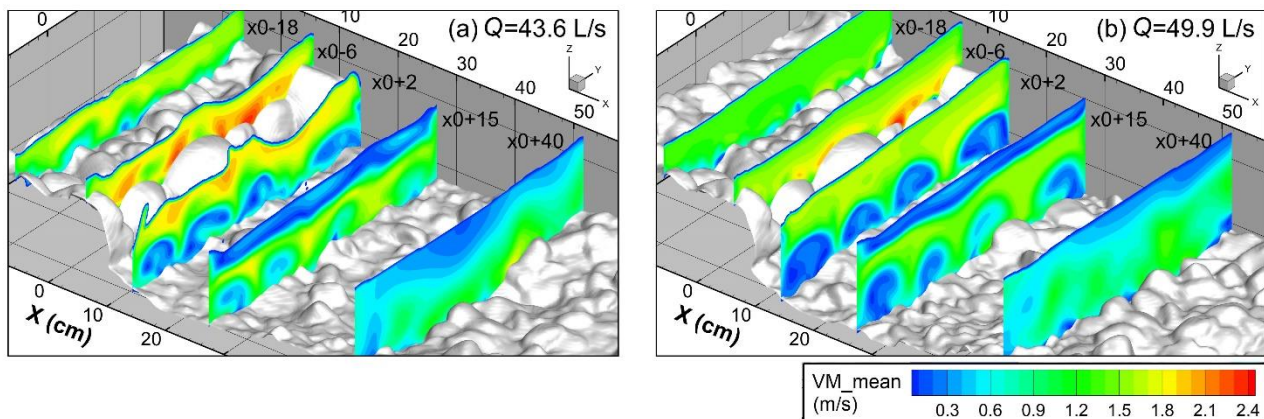 (a) Q=43.6 L/s
0
10
20
30
40
50
x0-18
x0-6
x0+2
x0+15
x0+40
Z
Y
X
0
10
20
X (cm)
(b) Q=49.9 L/s
0
10
20
30
40
50
x0-18
x0-6
x0+2
x0+15
x0+40
Z
Y
X
0
10
20
X (cm)
VM_mean
(m/s)
0.3 0.6 0.9 1.2 1.5 1.8 2.1 2.4